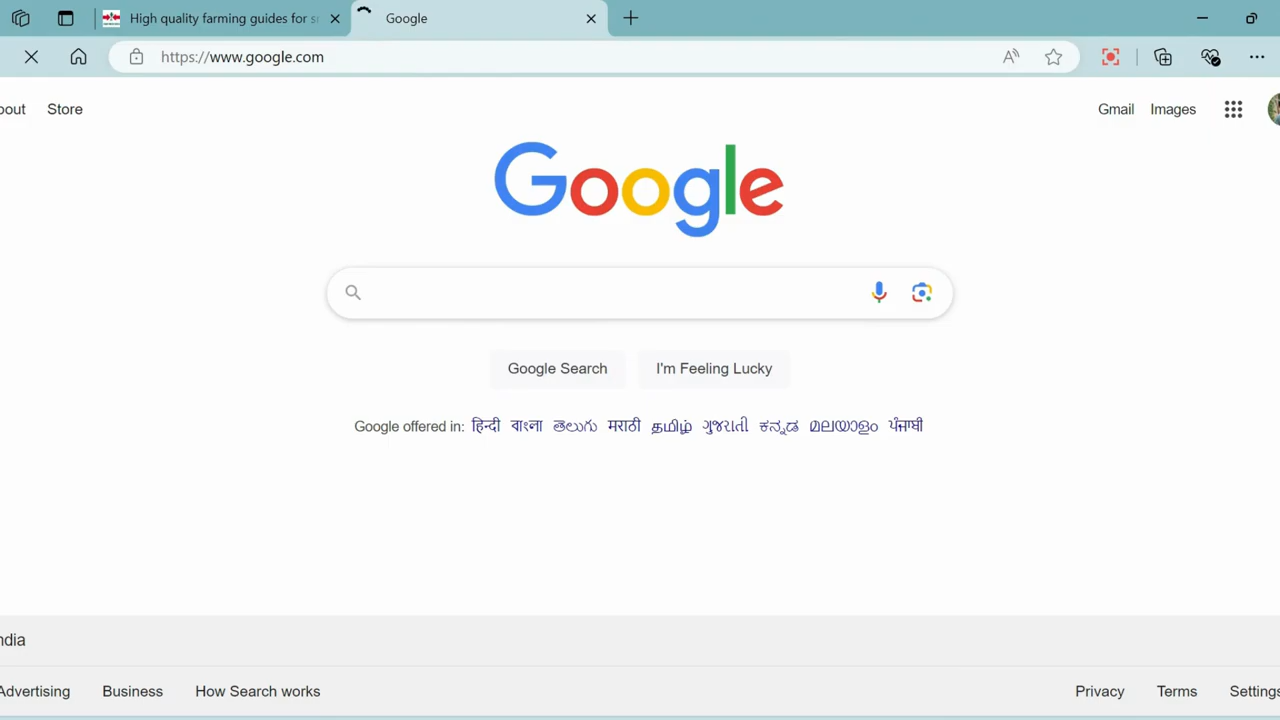 High quality farming guides for s
Google
https://www.google.com
bout Store
Gmail Images
Google
Google Search I'm Feeling Lucky
Google offered in: हिन्दी বাংলা తెలుగు मराठी தமிழ் ગુજરાતી ಕನ್ನಡ മലയാളം ਪੰਜਾਬੀ
ndia
Advertising Business How Search works
Privacy Terms Settings